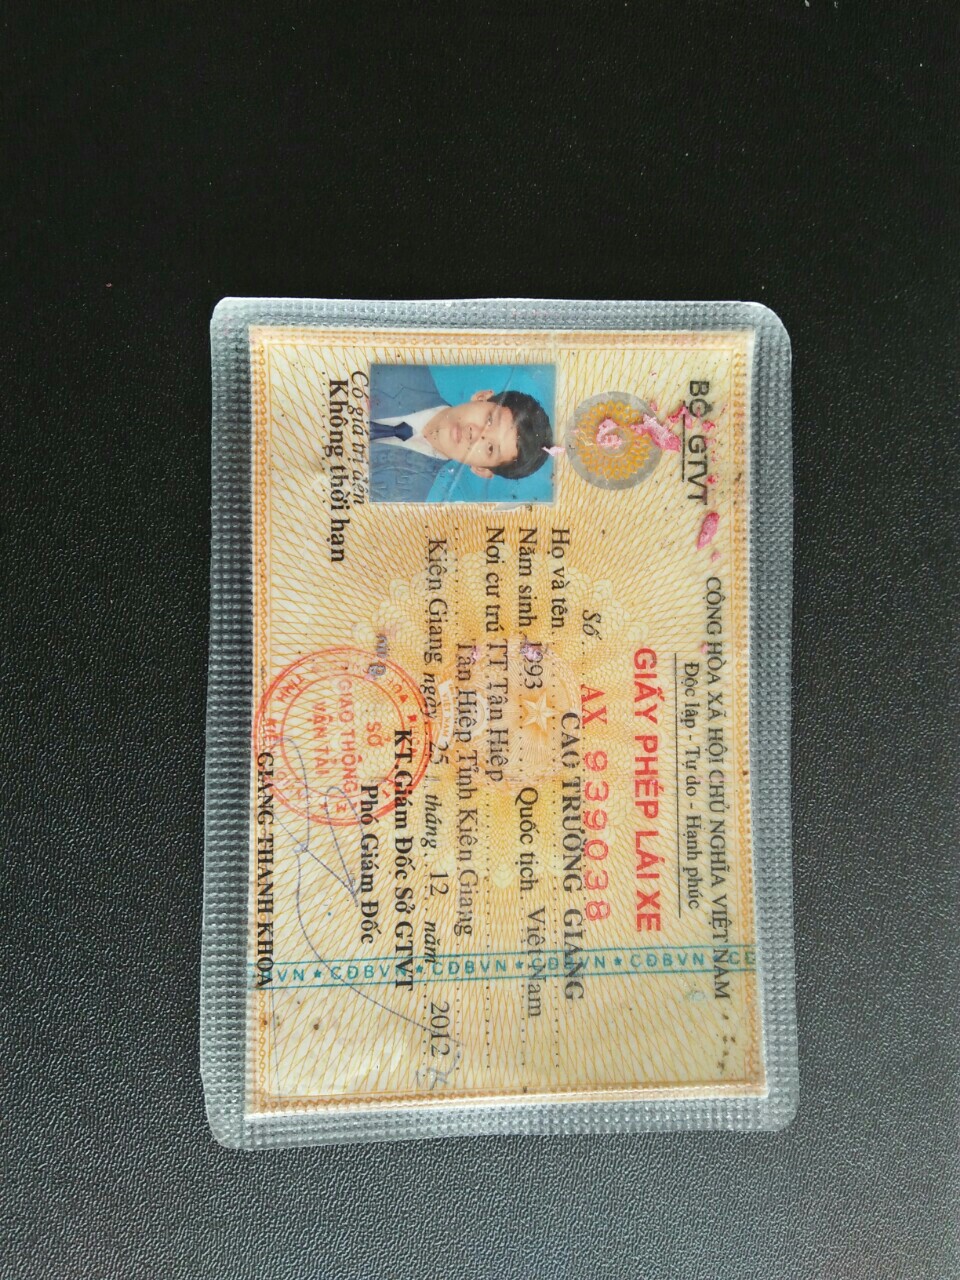 BỘ GTVT
CỘNG HÒA XÃ HỘI CHỦ NGHĨA VIỆT NAM
Độc lập - Tự do - Hạnh phúc
GIẤY PHÉP LÁI XE
Số AX 939038
Họ và tên CAO TRƯỜNG GIANG
Năm sinh 1993 Quốc tịch Việt Nam
Nơi cư trú TT Tân Hiệp
Tân Hiệp Tỉnh Kiên Giang
Kiên Giang ngày 25 tháng 12 năm 2012
KT.Giám Đốc Sở GTVT
Phó Giám Đốc
SỞ
GIAO THÔNG
VẬN TẢI
TỈNH
GIANG THANH KHOA
Có giá trị đến
Không thời hạn
VN ★ CĐBVN ★ CĐBVN ★ CĐBVN ★ CĐBVN ★ CĐ